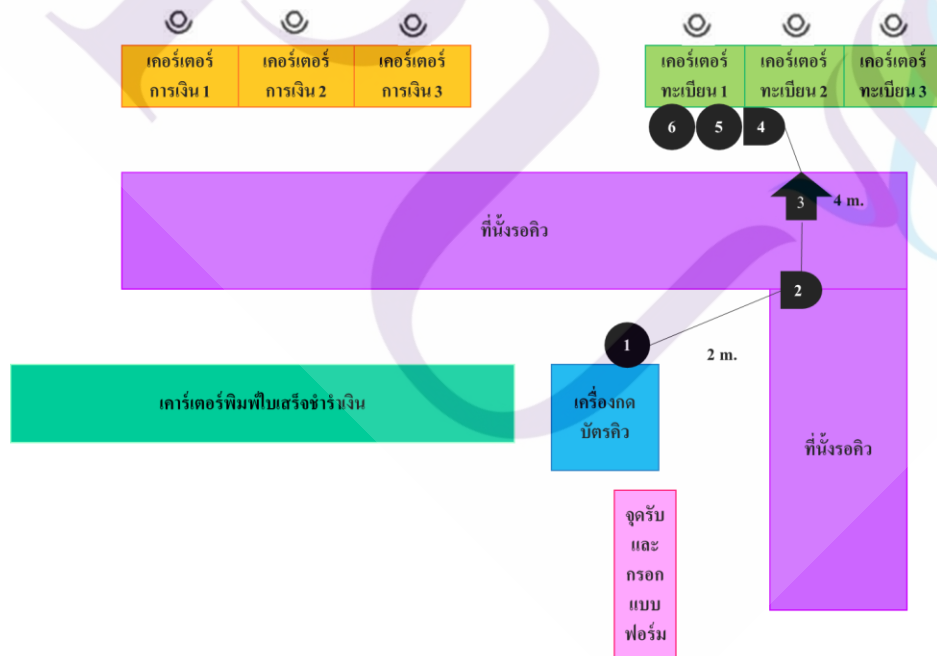 เคอร์เตอร์
การเงิน 1
เคอร์เตอร์
การเงิน 2
เคอร์เตอร์
การเงิน 3
เคอร์เตอร์
ทะเบียน 1
เคอร์เตอร์
ทะเบียน 2
เคอร์เตอร์
ทะเบียน 3
6
5
4
3
4 m.
ที่นั้งรอคิว
2
1
2 m.
เคาร์เตอร์พิมพ์ใบเสร็จชำรำเงิน
เครื่องกด
บัตรคิว
ที่นั้งรอคิว
จุดรับ
และ
กรอก
แบบ
ฟอร์ม